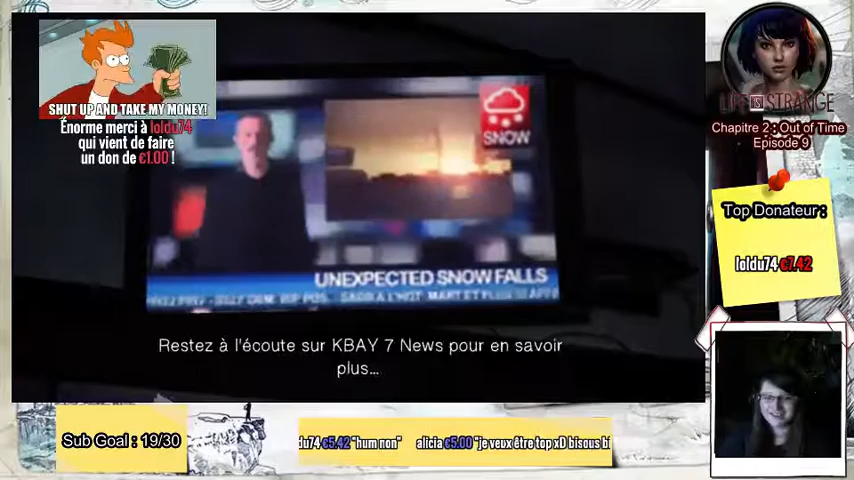 SHUT UP AND TAKE MY MONEY!
Énorme merci à loldu74
qui vient de faire
un don de €1.00 !
SNOW
UNEXPECTED SNOW FALLS
Restez à l'écoute sur KBAY 7 News pour en savoir
plus...
LIFE IS STRANGE
Chapitre 2 : Out of Time
Episode 9
Top Donateur :
loldu74 €7.42
Sub Goal : 19/30
du74 €5.42 "hum non" alicia €5.00 "je veux être top xD bisous bi